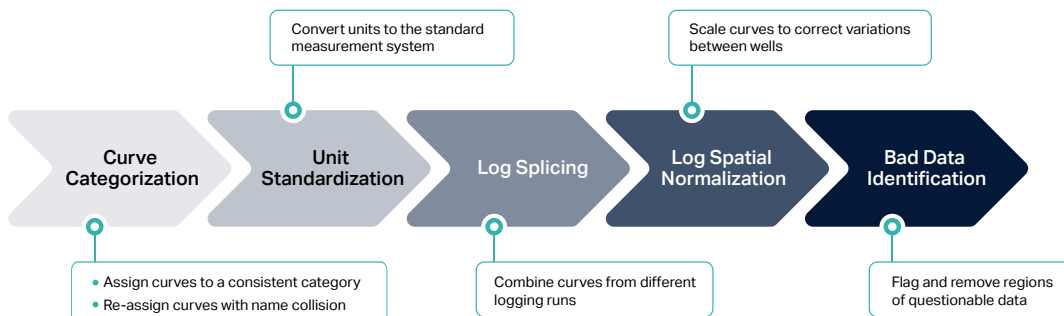 Convert units to the standard
measurement system
Scale curves to correct variations
between wells
Curve
Categorization
Unit
Standardization
Log Splicing
Log Spatial
Normalization
Bad Data
Identification
Assign curves to a consistent category
Re-assign curves with name collision
Combine curves from different
logging runs
Flag and remove regions
of questionable data